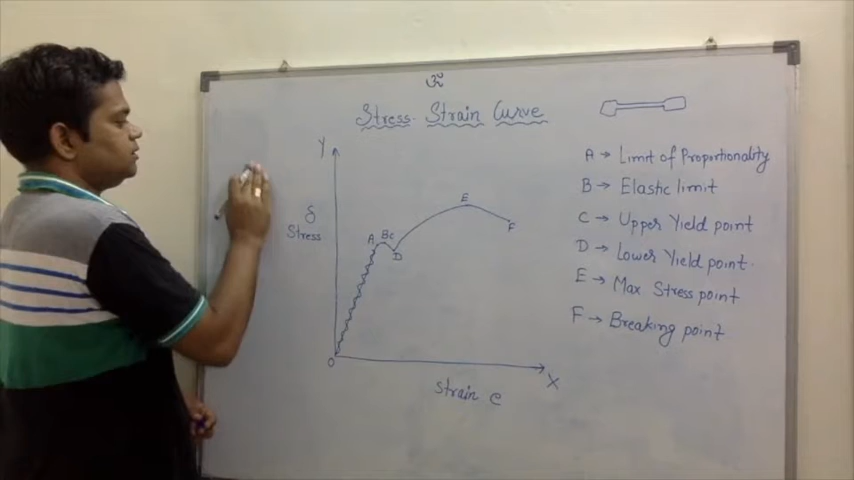 ॐ
Stress-Strain Curve
Y
A → Limit of Proportionality
B → Elastic limit
C → Upper Yield point
D → Lower Yield point.
E → Max Stress point
F → Breaking point
δ
Stress
A
B
C
D
E
F
O
X
Strain e